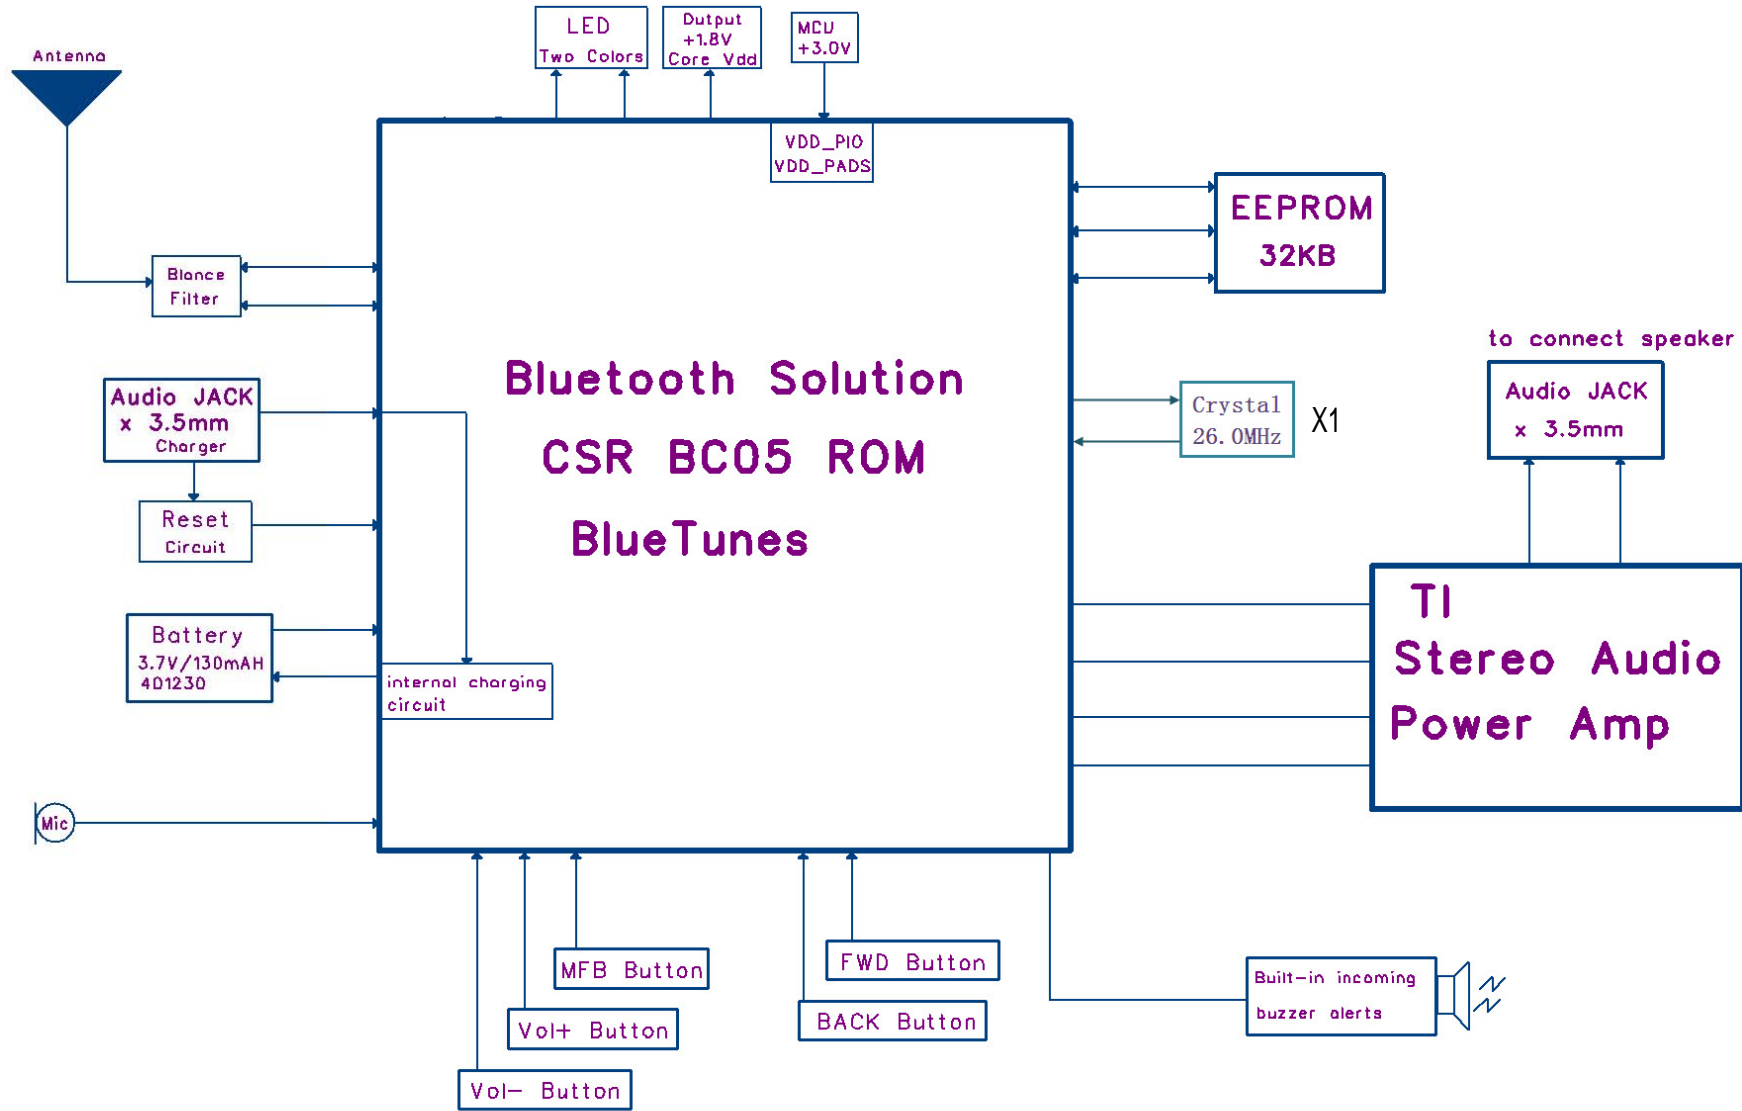 LED
Two Colors
Output
+1.8V
Core Vdd
MCU
+3.0V
Antenna
VDD_PIO
VDD_PADS
EEPROM
32KB
Blance
Filter
to connect speaker
Audio JACK
x 3.5mm
Charger
Bluetooth Solution
CSR BC05 ROM
BlueTunes
Crystal
26.0MHz
X1
Audio JACK
x 3.5mm
Reset
Circuit
Battery
3.7V/130mAH
401230
internal charging
circuit
TI
Stereo Audio
Power Amp
Mic
MFB Button
FWD Button
Vol+ Button
BACK Button
Vol- Button
Built-in incoming
buzzer alerts